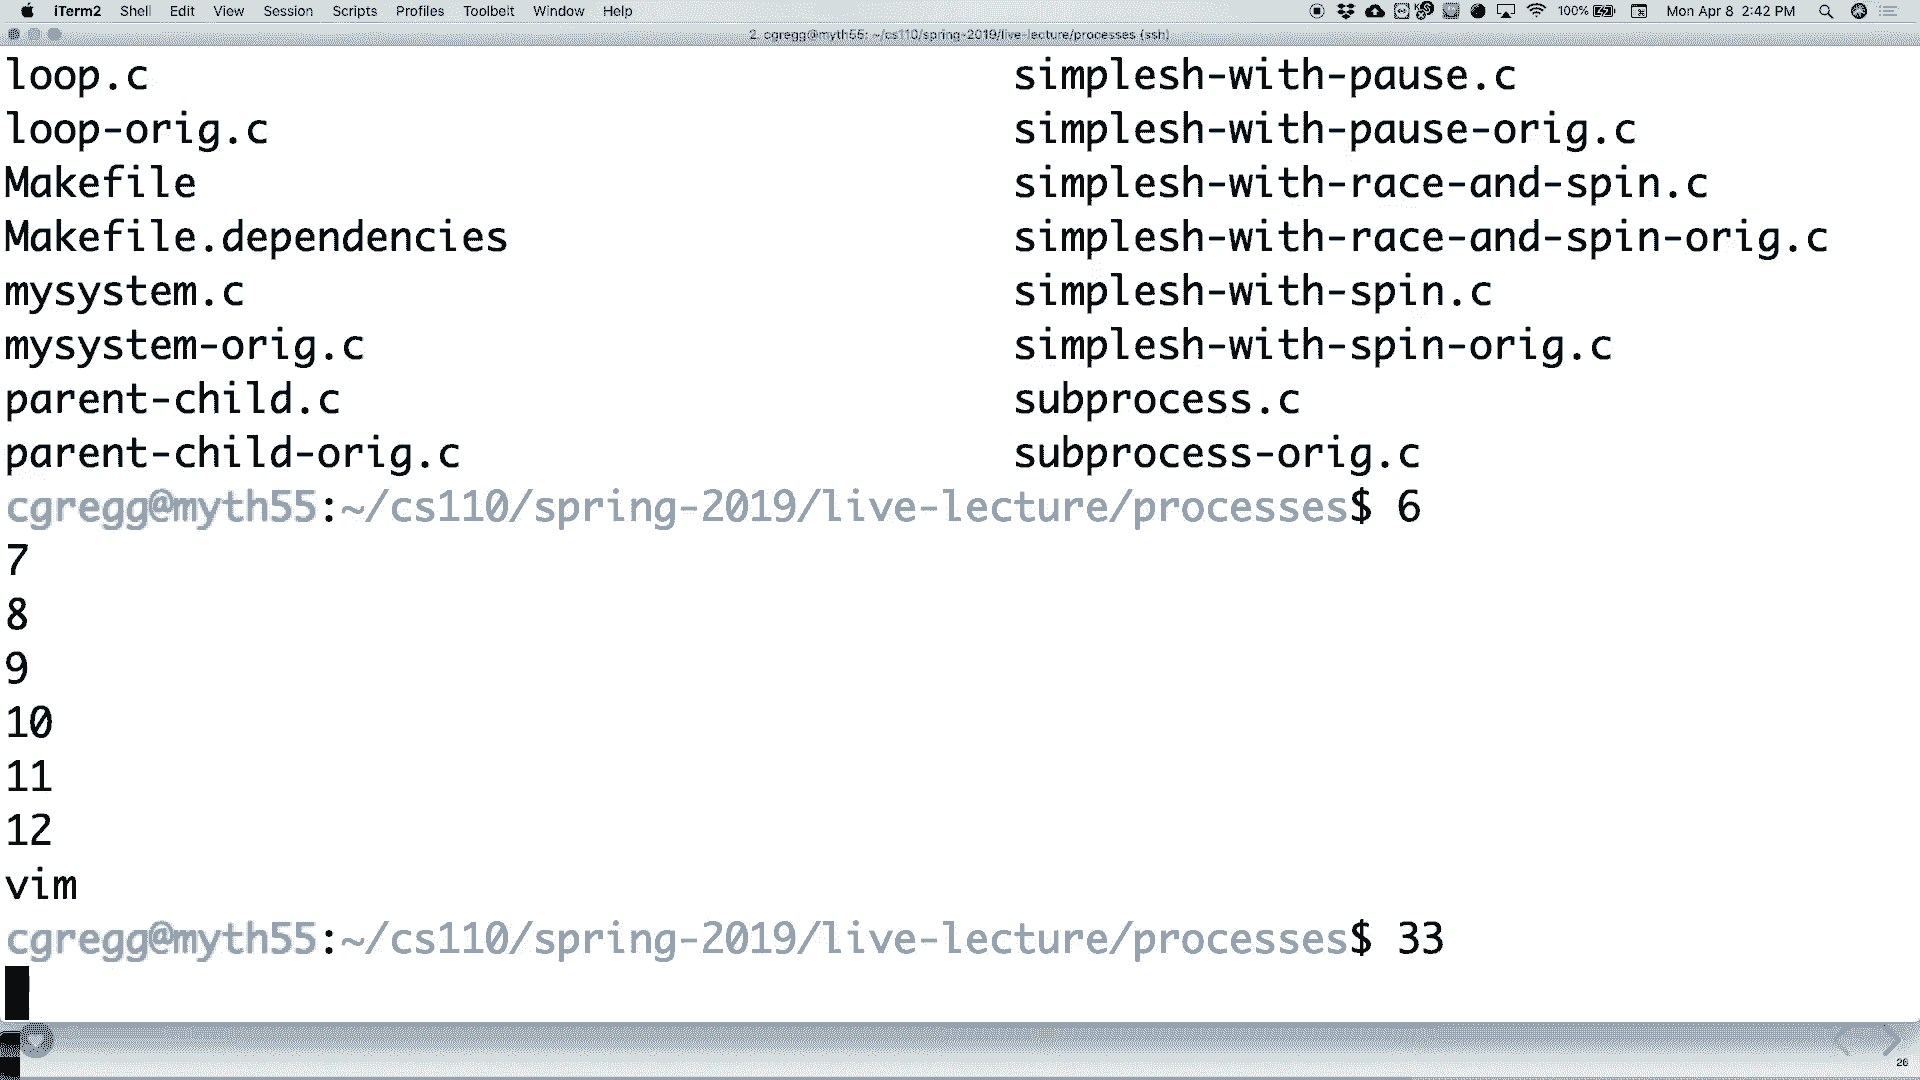 iTerm2 Shell Edit View Session Scripts Profiles Toolbelt Window Help 100% Mon Apr 8 2:42 PM
2. cgregg@myth55: ~/cs110/spring-2019/live-lecture/processes (ssh)
loop.c simplesh-with-pause.c
loop-orig.c simplesh-with-pause-orig.c
Makefile simplesh-with-race-and-spin.c
Makefile.dependencies simplesh-with-race-and-spin-orig.c
mysystem.c simplesh-with-spin.c
mysystem-orig.c simplesh-with-spin-orig.c
parent-child.c subprocess.c
parent-child-orig.c subprocess-orig.c
cgregg@myth55:~/cs110/spring-2019/live-lecture/processes$ 6
7
8
9
10
11
12
vim
cgregg@myth55:~/cs110/spring-2019/live-lecture/processes$ 33
26